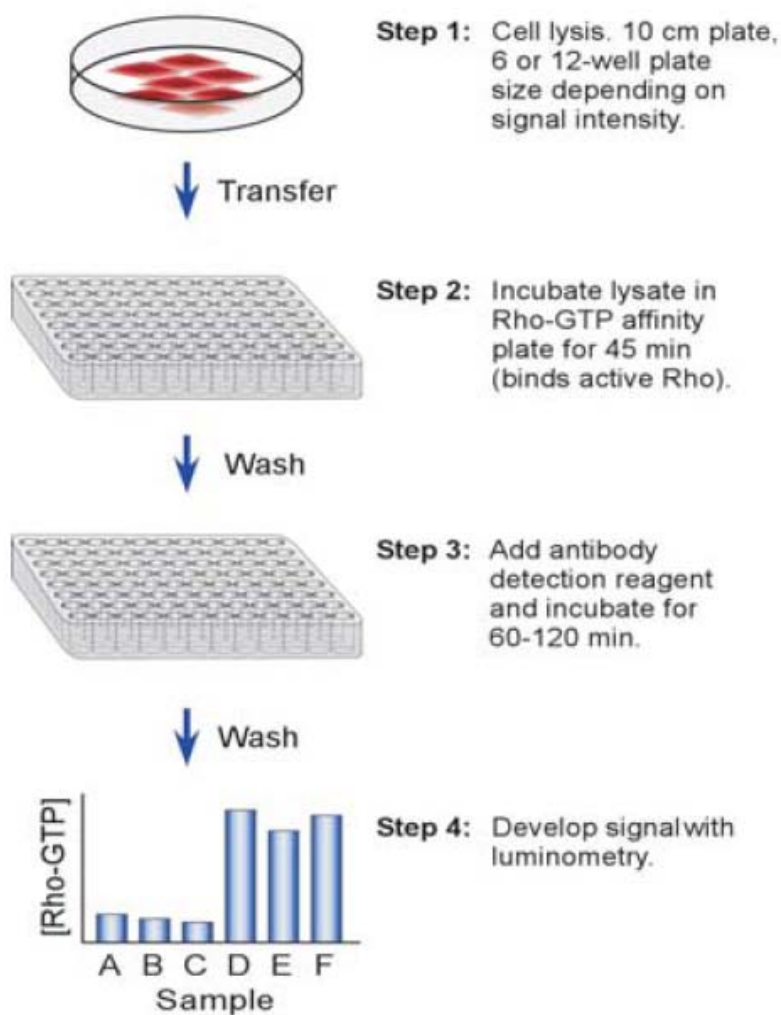 Step 1: Cell lysis. 10 cm plate,
6 or 12-well plate
size depending on
signal intensity.
Transfer
Step 2: Incubate lysate in
Rho-GTP affinity
plate for 45 min
(binds active Rho).
Wash
Step 3: Add antibody
detection reagent
and incubate for
60-120 min.
Wash
[Rho-GTP]
Step 4: Develop signal with
luminometry.
A B C D E F
Sample